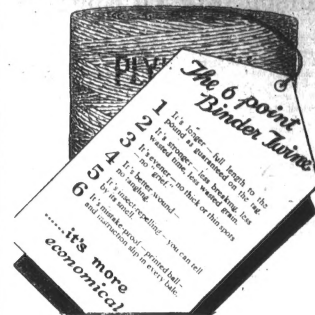 PLY
The 6 point
Binder Twine
1 It's longer—full length to the
pound as guaranteed on the tag.
2 It's stronger—less breaking, less
wasted time, less wasted grain.
3 It's evener—no thick or thin spots
—no "grief."
4 It's better wound—
no tangling.
5 It's insect repelling—you can tell
by its smell.
6 It's mistake-proof—printed ball—
and instruction slip in every bale.
......it's more
economical